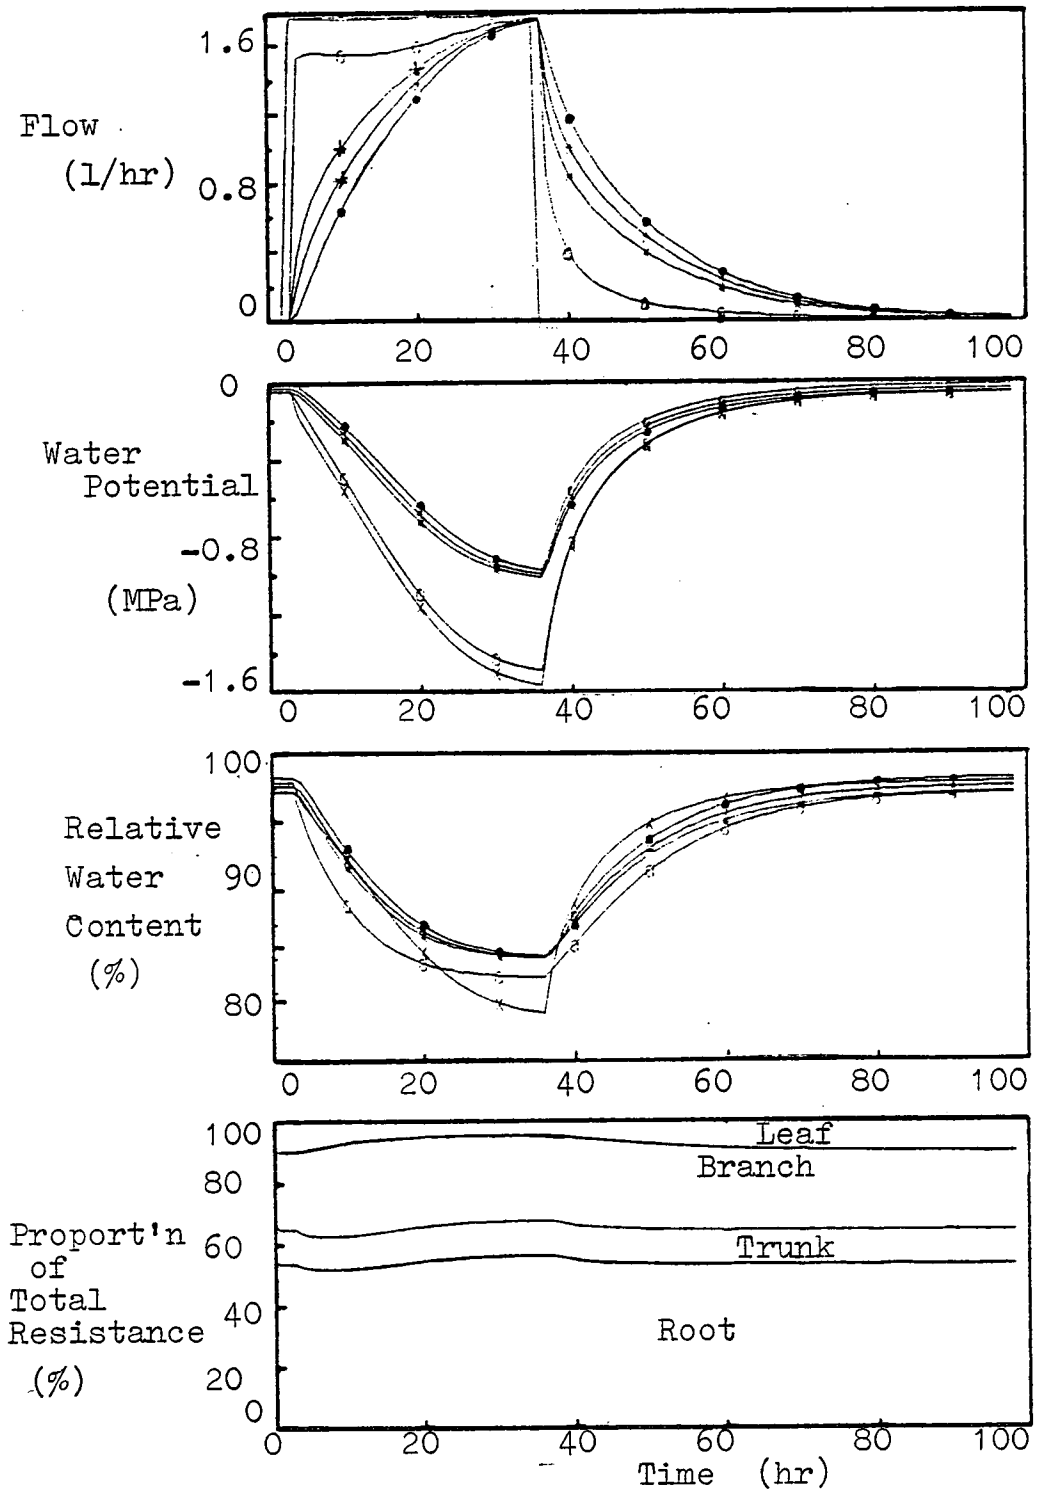 1.6
Flow
(l/hr)
0.8
0
0 20 40 60 80 100
0
Water
Potential
-0.8
(MPa)
-1.6
0 20 40 60 80 100
100
Relative
Water
90
Content
(%)
80
0 20 40 60 80 100
100
Leaf
Branch
80
Proport'n
60
Trunk
of
Total
40
Resistance
Root
(%)
20
0
0 20 40 60 80 100
Time (hr)